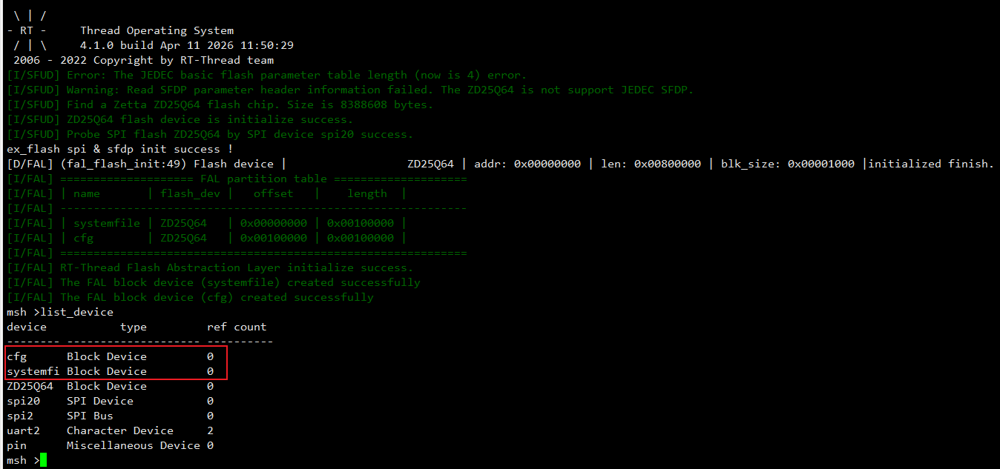 \ | /
- RT -     Thread Operating System
 / | \     4.1.0 build Apr 11 2026 11:50:29
 2006 - 2022 Copyright by RT-Thread team
[I/SFUD] Error: The JEDEC basic flash parameter table length (now is 4) error.
[I/SFUD] Warning: Read SFDP parameter header information failed. The ZD25Q64 is not support JEDEC SFDP.
[I/SFUD] Find a Zetta ZD25Q64 flash chip. Size is 8388608 bytes.
[I/SFUD] ZD25Q64 flash device is initialize success.
[I/SFUD] Probe SPI flash ZD25Q64 by SPI device spi20 success.
ex_flash spi & sfdp init success !
[D/FAL] (fal_flash_init:49) Flash device |                  ZD25Q64 | addr: 0x00000000 | len: 0x00800000 | blk_size: 0x00001000 |initialized finish.
[I/FAL] ==================== FAL partition table ====================
[I/FAL] | name       | flash_dev |   offset   |    length  |
[I/FAL] -------------------------------------------------------------
[I/FAL] | systemfile | ZD25Q64   | 0x00000000 | 0x00100000 |
[I/FAL] | cfg        | ZD25Q64   | 0x00100000 | 0x00100000 |
[I/FAL] =============================================================
[I/FAL] RT-Thread Flash Abstraction Layer initialize success.
[I/FAL] The FAL block device (systemfile) created successfully
[I/FAL] The FAL block device (cfg) created successfully
msh >list_device
device           type         ref count
-------- -------------------- ----------
cfg      Block Device         0
systemfi Block Device         0
ZD25Q64  Block Device         0
spi20    SPI Device           0
spi2     SPI Bus              0
uart2    Character Device     2
pin      Miscellaneous Device 0
msh >